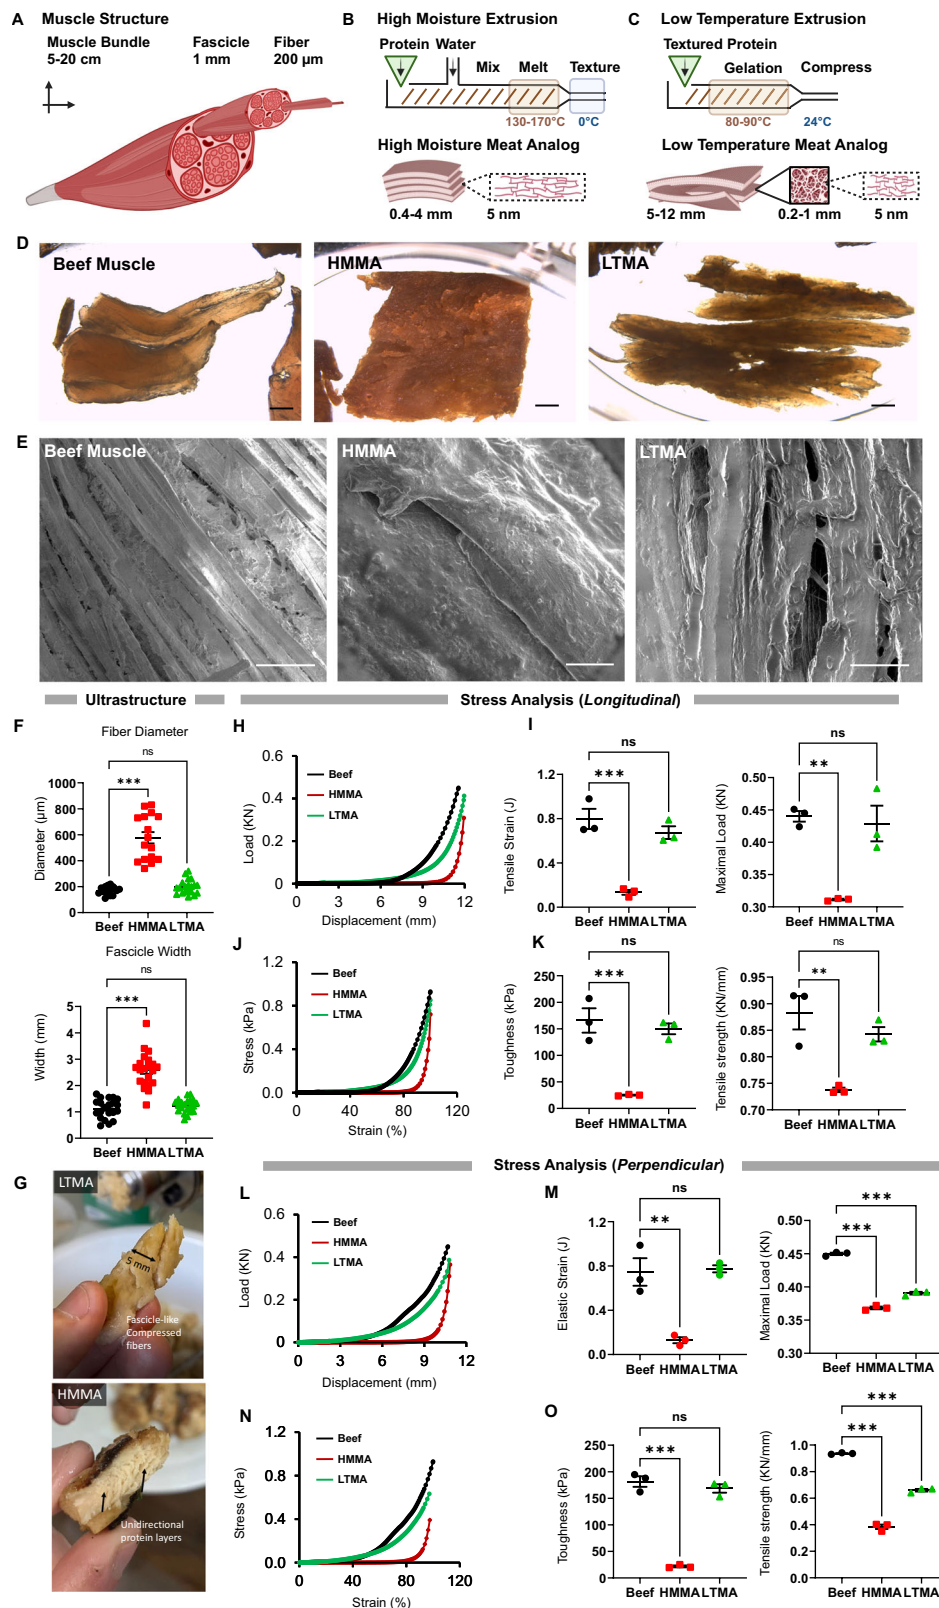 A Muscle Structure
Muscle Bundle
5-20 cm
Fascicle
1 mm
Fiber
200 µm
B High Moisture Extrusion
Protein
Water
Mix
Melt
Texture
130-170°C
0°C
High Moisture Meat Analog
0.4-4 mm
5 nm
C Low Temperature Extrusion
Textured Protein
Gelation
Compress
80-90°C
24°C
Low Temperature Meat Analog
5-12 mm
0.2-1 mm
5 nm
D
Beef Muscle
HMMA
LTMA
E
Beef Muscle
HMMA
LTMA
Ultrastructure
Stress Analysis (Longitudinal)
F
Fiber Diameter
ns
***
1000
800
600
400
200
0
Diameter (µm)
Beef HMMA LTMA
Fascicle Width
ns
***
5
4
3
2
1
0
Width (mm)
Beef HMMA LTMA
G
LTMA
5 mm
Fascicle-like
Compressed
fibers
HMMA
Unidirectional
protein layers
H
0.6
0.4
0.2
0
Load (KN)
Beef
HMMA
LTMA
0 3 6 9 12
Displacement (mm)
I
ns
***
1.2
0.8
0.4
0.0
Tensile Strain (J)
Beef HMMA LTMA
ns
**
0.50
0.45
0.40
0.35
0.30
Maximal Load (KN)
Beef HMMA LTMA
J
1.2
0.8
0.4
0.0
Stress (kPa)
Beef
HMMA
LTMA
0 40 60 80 120
Strain (%)
K
ns
***
250
200
150
100
50
0
Toughness (kPa)
Beef HMMA LTMA
ns
**
0.95
0.90
0.85
0.80
0.75
0.70
Tensile strength (KN/mm)
Beef HMMA LTMA
Stress Analysis (Perpendicular)
L
0.6
0.4
0.2
0
Load (KN)
Beef
HMMA
LTMA
0 3 6 9 12
Displacement (mm)
M
ns
**
1.2
0.8
0.4
0.0
Elastic Strain (J)
Beef HMMA LTMA
***
***
0.50
0.45
0.40
0.35
0.30
Maximal Load (KN)
Beef HMMA LTMA
N
1.2
0.8
0.4
0.0
Stress (kPa)
Beef
HMMA
LTMA
0 40 80 120
Strain (%)
O
ns
***
250
200
150
100
50
0
Toughness (kPa)
Beef HMMA LTMA
***
***
1.0
0.8
0.6
0.4
0.2
0.0
Tensile strength (KN/mm)
Beef HMMA LTMA